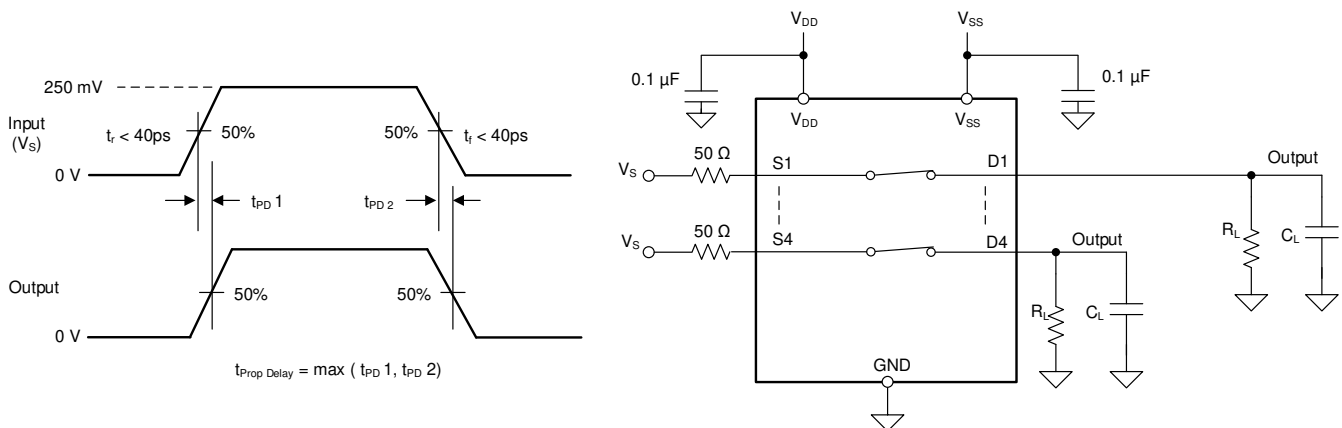 250 mV
Input
(VS)
tr < 40ps
50%
50%
tf < 40ps
0 V
tPD 1
tPD 2
Output
50%
50%
0 V
tProp Delay = max ( tPD 1, tPD 2)
VDD
VSS
0.1 µF
0.1 µF
VDD
VSS
VS
50 Ω
S1
D1
Output
VS
50 Ω
S4
D4
Output
RL
CL
RL
CL
GND